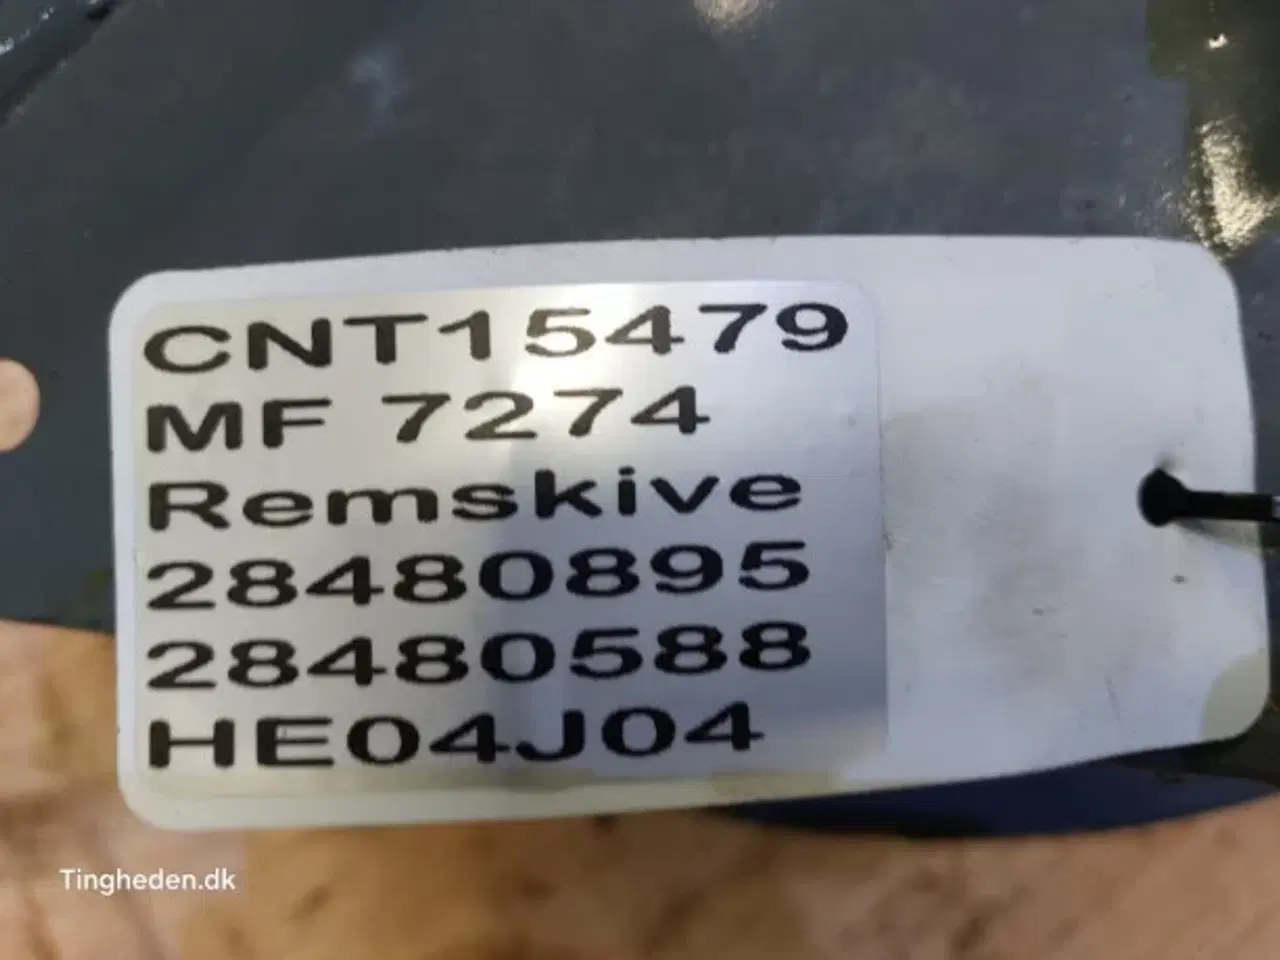 CNT15479
MF 7274
Remskive
28480895
28480588
HE04J04
Tingheden.dk